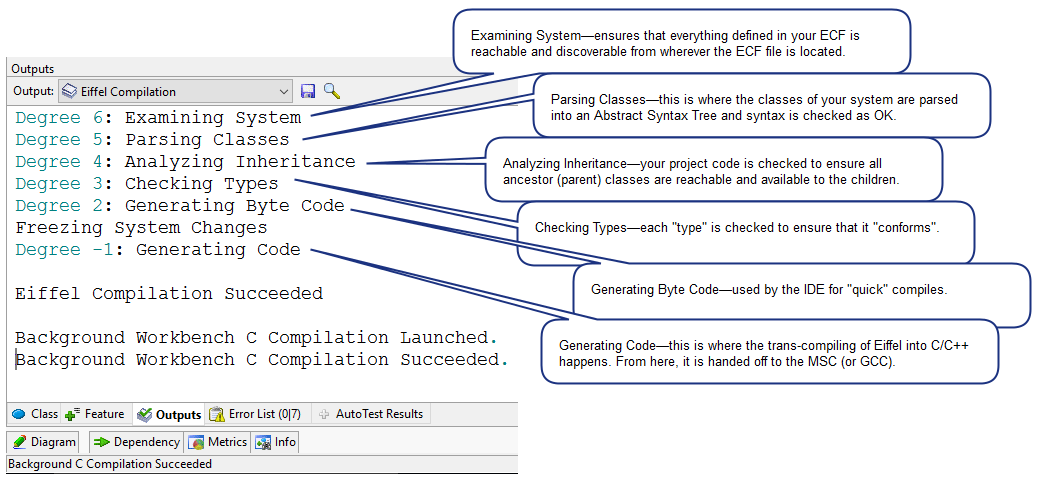 Examining System—ensures that everything defined in your ECF is
reachable and discoverable from wherever the ECF file is located.
Outputs
Output: Eiffel Compilation
Parsing Classes—this is where the classes of your system are parsed
into an Abstract Syntax Tree and syntax is checked as OK.
Degree 6: Examining System
Degree 5: Parsing Classes
Degree 4: Analyzing Inheritance
Degree 3: Checking Types
Degree 2: Generating Byte Code
Freezing System Changes
Degree -1: Generating Code
Analyzing Inheritance—your project code is checked to ensure all
ancestor (parent) classes are reachable and available to the children.
Checking Types—each "type" is checked to ensure that it "conforms".
Generating Byte Code—used by the IDE for "quick" compiles.
Generating Code—this is where the trans-compiling of Eiffel into C/C++
happens. From here, it is handed off to the MSC (or GCC).
Eiffel Compilation Succeeded
Background Workbench C Compilation Launched.
Background Workbench C Compilation Succeeded.
Class Feature Outputs Error List (0|7) AutoTest Results
Diagram Dependency Metrics Info
Background C Compilation Succeeded